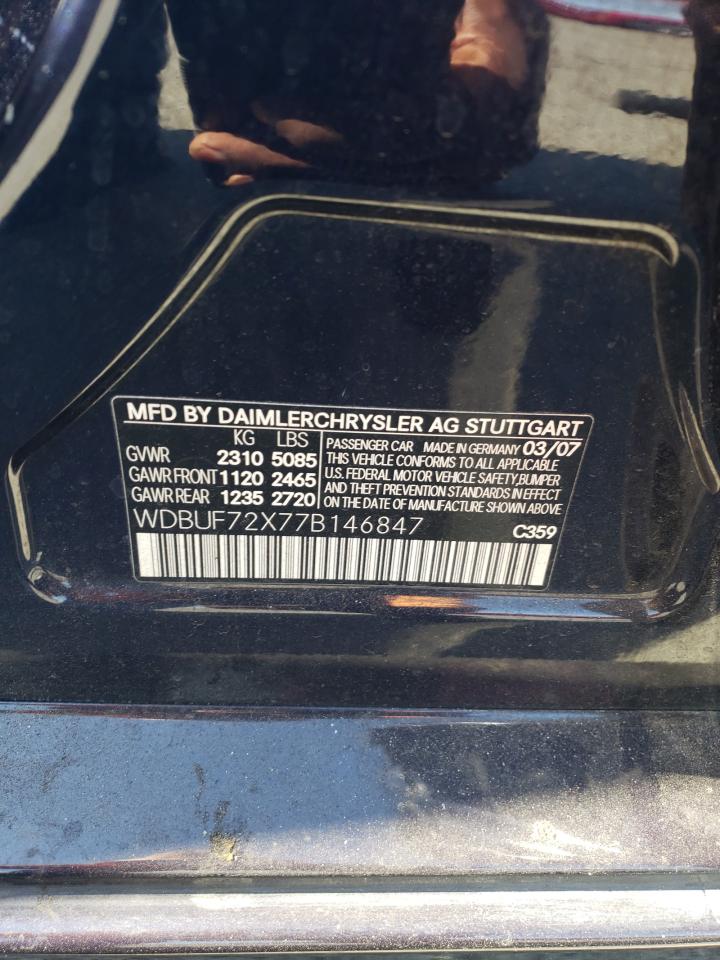 MFD BY DAIMLERCHRYSLER AG STUTTGART
KG LBS
GVWR 2310 5085
GAWR FRONT 1120 2465
GAWR REAR 1235 2720
PASSENGER CAR MADE IN GERMANY 03/07
THIS VEHICLE CONFORMS TO ALL APPLICABLE
U.S. FEDERAL MOTOR VEHICLE SAFETY,BUMPER
AND THEFT PREVENTION STANDARDS IN EFFECT
ON THE DATE OF MANUFACTURE SHOWN ABOVE
WDBUF72X77B146847
C359